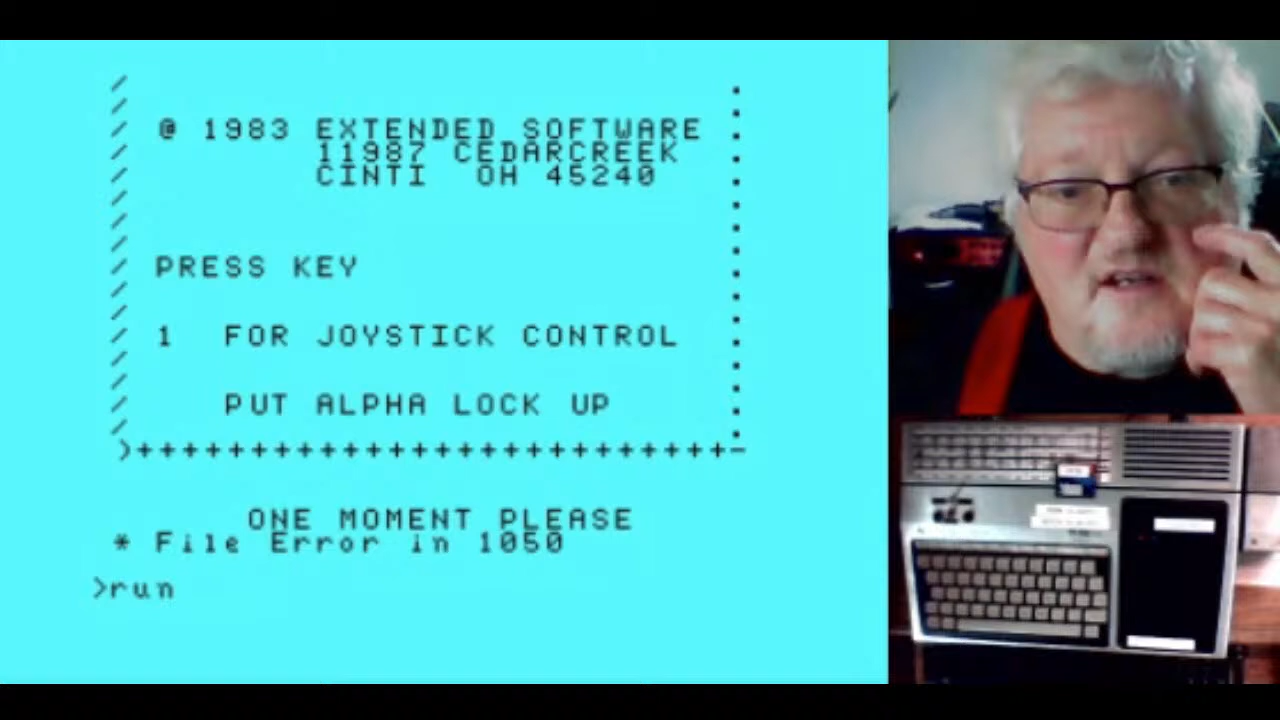 @ 1983 EXTENDED SOFTWARE
11987 CEDARCREEK
CINTI OH 45240
PRESS KEY
1 FOR JOYSTICK CONTROL
PUT ALPHA LOCK UP
>++++++++++++++++++++++++++-
ONE MOMENT PLEASE
* File Error in 1050
>run